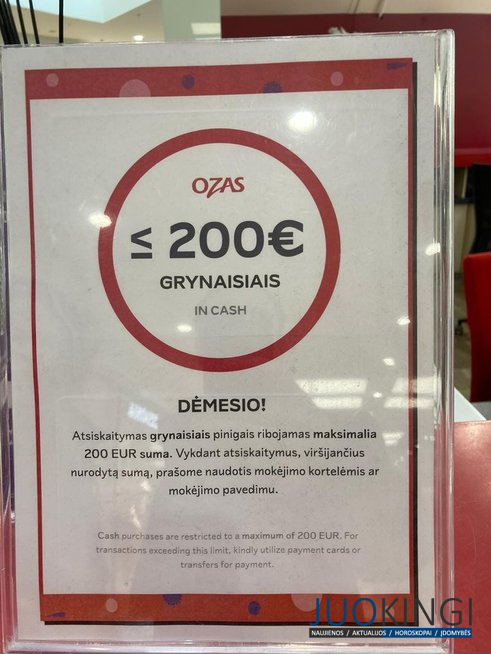 OZAS
≤ 200€
GRYNAISIAIS
IN CASH
DĖMESIO!
Atsiskaitymas grynaisiais pinigais ribojamas maksimalia
200 EUR suma. Vykdant atsiskaitymus, viršijančius
nurodytą sumą, prašome naudotis mokėjimo kortelėmis ar
mokėjimo pavedimu.
Cash purchases are restricted to a maximum of 200 EUR. For
transactions exceeding this limit, kindly utilize payment cards or
transfers for payment.
JUOKINGI
NAUJIENOS / AKTUALIJOS / HOROSKOPAI / ĮDOMYBĖS